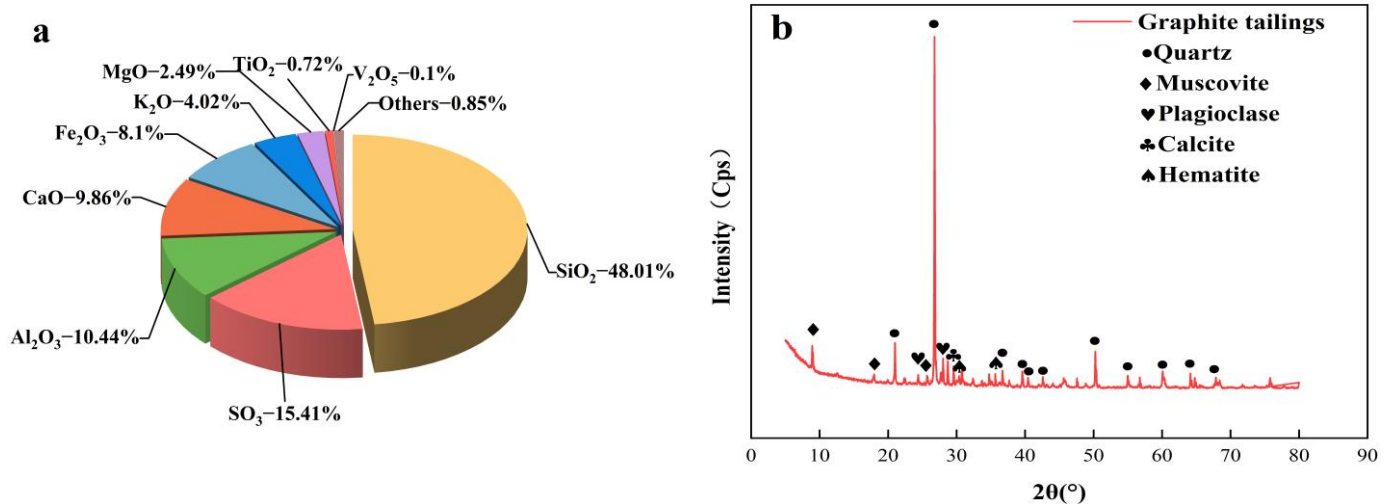 a
TiO₂−0.72%
MgO−2.49%
V₂O₅−0.1%
K₂O−4.02%
Others−0.85%
Fe₂O₃−8.1%
CaO−9.86%
SiO₂−48.01%
Al₂O₃−10.44%
SO₃−15.41%
b
Graphite tailings
Quartz
Muscovite
Plagioclase
Calcite
Hematite
Intensity（Cps）
0 10 20 30 40 50 60 70 80 90
2θ(°)